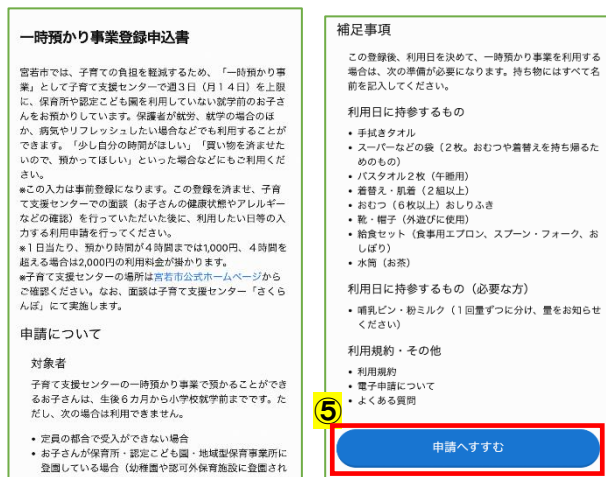 一時預かり事業登録申込書
宮若市では、子育ての負担を軽減するため、「一時預かり事
業」として子育て支援センターで週3日（月14日）を上限
に、保育所や認定こども園を利用していない就学前のお子さ
んをお預かりしています。保護者が就労、就学の場合のほ
か、病気やリフレッシュしたい場合などでも利用することが
できます。「少し自分の時間がほしい」「買い物を済ませた
いので、預かってほしい」といった場合などにもご利用くだ
さい。
※この入力は事前登録になります。この登録を済ませ、子育
て支援センターでの面談（お子さんの健康状態やアレルギー
などの確認）を行っていただいた後に、利用したい日等の入
力する利用申請を行ってください。
※1日当たり、預かり時間が4時間までは1,000円、4時間を
超える場合は2,000円の利用料金が掛かります。
※子育て支援センターの場所は宮若市公式ホームページから
ご確認ください。なお、面談は子育て支援センター「さくら
んぼ」にて実施します。
申請について
対象者
子育て支援センターの一時預かり事業で預かることができ
るお子さんは、生後6カ月から小学校就学前までです。た
だし、次の場合は利用できません。
• 定員の都合で受入ができない場合
• お子さんが保育所・認定こども園・地域型保育事業所に
登園している場合（幼稚園や認可外保育施設に登園され
補足事項
この登録後、利用日を決めて、一時預かり事業を利用する
場合は、次の準備が必要になります。持ち物にはすべて名
前を記入してください。
利用日に持参するもの
• 手拭きタオル
• スーパーなどの袋（2枚。おむつや着替えを持ち帰るた
めのもの）
• バスタオル2枚（午睡用）
• 着替え・肌着（2組以上）
• おむつ（6枚以上）おしりふき
• 靴・帽子（外遊びに使用）
• 給食セット（食事用エプロン、スプーン・フォーク、お
しぼり）
• 水筒（お茶）
利用日に持参するもの（必要な方）
• 哺乳ビン・粉ミルク（1回量ずつに分け、量をお知らせ
ください）
利用規約・その他
• 利用規約
• 電子申請について
• よくある質問
⑤
申請へすすむ